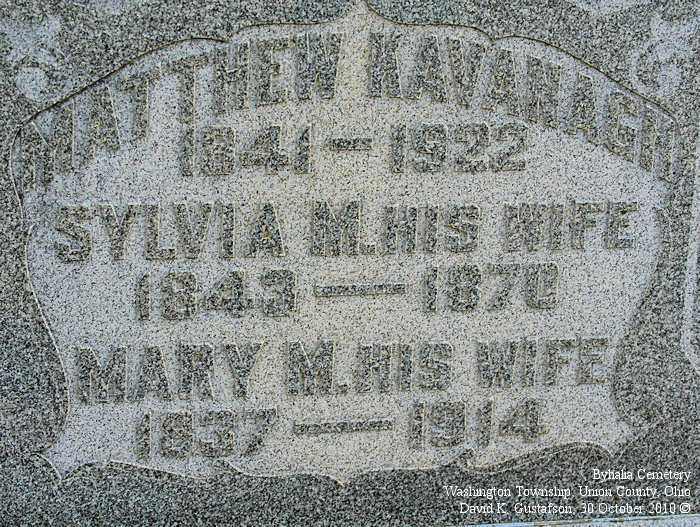 MATTHEW KAVANAGH
1841 — 1922
SYLVIA M. HIS WIFE
1843 — 1870
MARY M. HIS WIFE
1837 — 1914
Byhalia Cemetery
Washington Township, Union County, Ohio
David K. Gustafson, 30 October 2010 ©